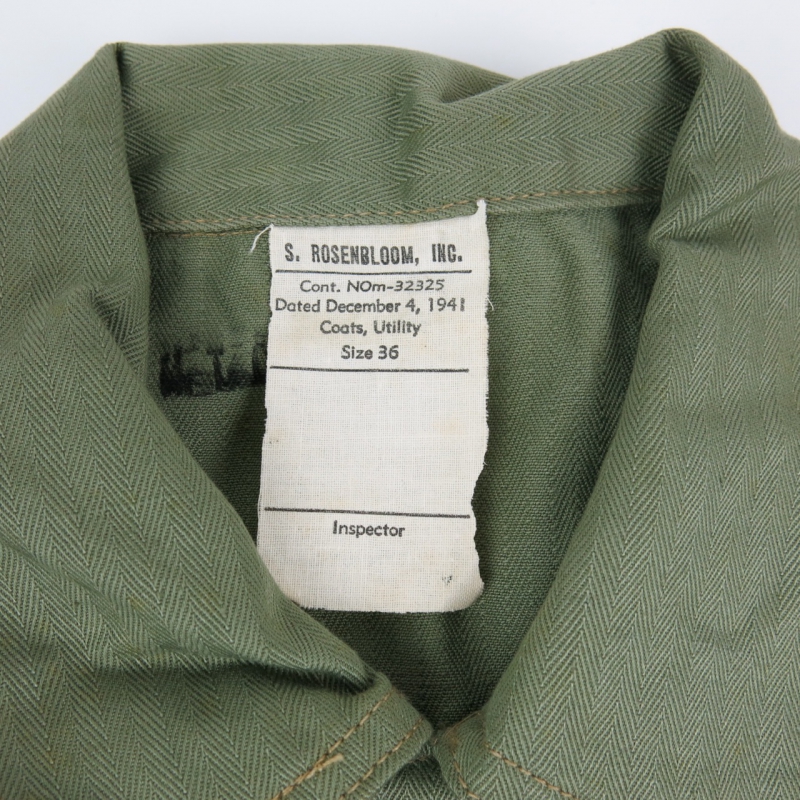 S. ROSENBLOOM, INC.
Cont. NOm-32325
Dated December 4, 1941
Coats, Utility
Size 36
Inspector